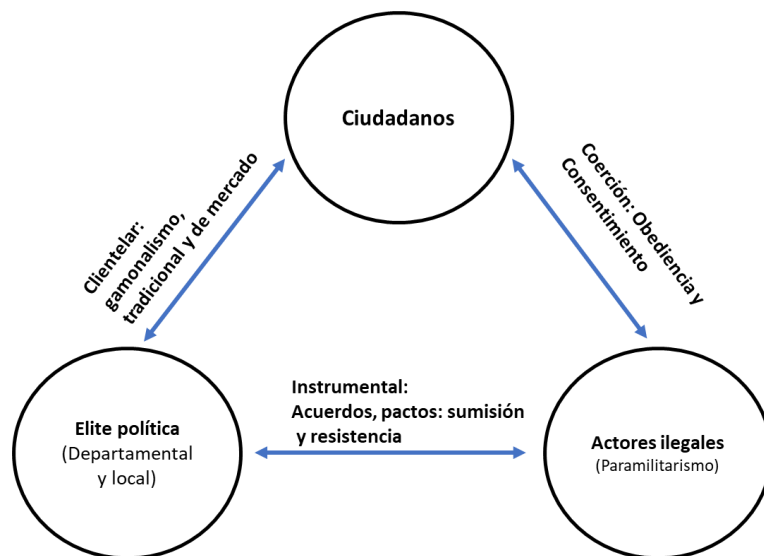 Ciudadanos
Clientelar:
gamonalismo,
tradicional y de mercado
Coerción: Obediencia y
Consentimiento
Instrumental:
Acuerdos, pactos: sumisión
y resistencia
Elite política
(Departamental
y local)
Actores ilegales
(Paramilitarismo)